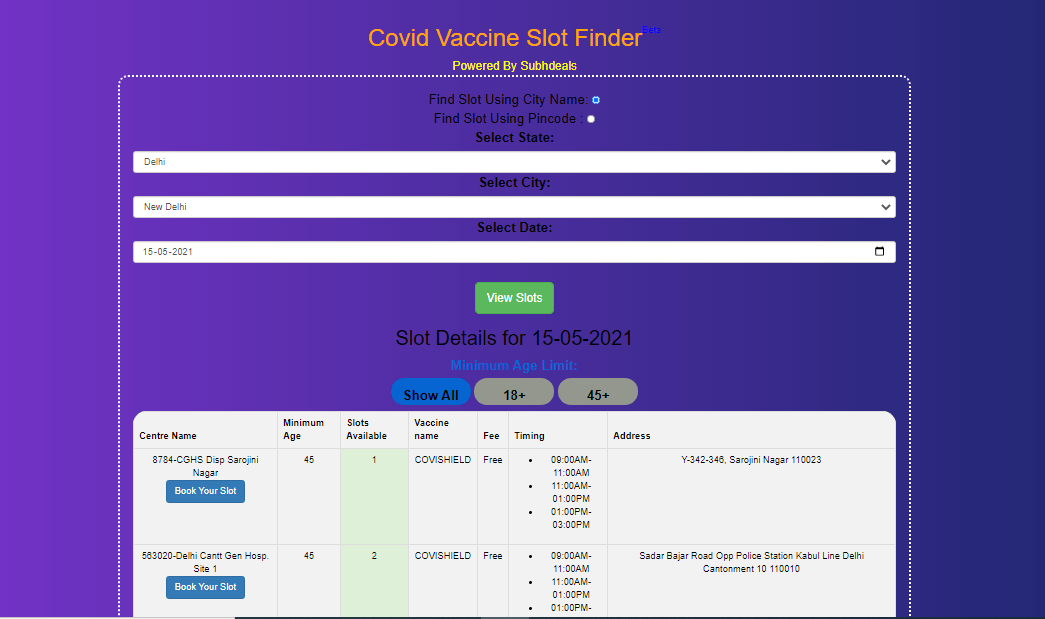 Covid Vaccine Slot Finder Beta
Powered By Subhdeals
Find Slot Using City Name:
Find Slot Using Pincode :
Select State:
Delhi
Select City:
New Delhi
Select Date:
15-05-2021
View Slots
Slot Details for 15-05-2021
Minimum Age Limit:
Show All 18+ 45+
Centre Name
Minimum
Age
Slots
Available
Vaccine
name
Fee
Timing
Address
8784-CGHS Disp Sarojini
Nagar
Book Your Slot
45
1
COVISHIELD
Free
09:00AM-
11:00AM
11:00AM-
01:00PM
01:00PM-
03:00PM
Y-342-346, Sarojini Nagar 110023
563020-Delhi Cantt Gen Hosp.
Site 1
Book Your Slot
45
2
COVISHIELD
Free
09:00AM-
11:00AM
11:00AM-
01:00PM
01:00PM-
Sadar Bajar Road Opp Police Station Kabul Line Delhi
Cantonment 10 110010